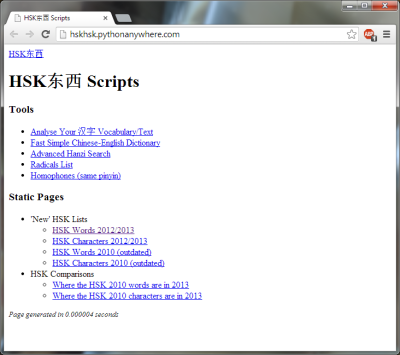 HSK东西 Scripts
hskhsk.pythonanywhere.com
ABP
HSK东西
HSK东西 Scripts
Tools
Analyse Your 汉字 Vocabulary/Text
Fast Simple Chinese-English Dictionary
Advanced Hanzi Search
Radicals List
Homophones (same pinyin)
Static Pages
'New' HSK Lists
HSK Words 2012/2013
HSK Characters 2012/2013
HSK Words 2010 (outdated)
HSK Characters 2010 (outdated)
HSK Comparisons
Where the HSK 2010 words are in 2013
Where the HSK 2010 characters are in 2013
Page generated in 0.000004 seconds